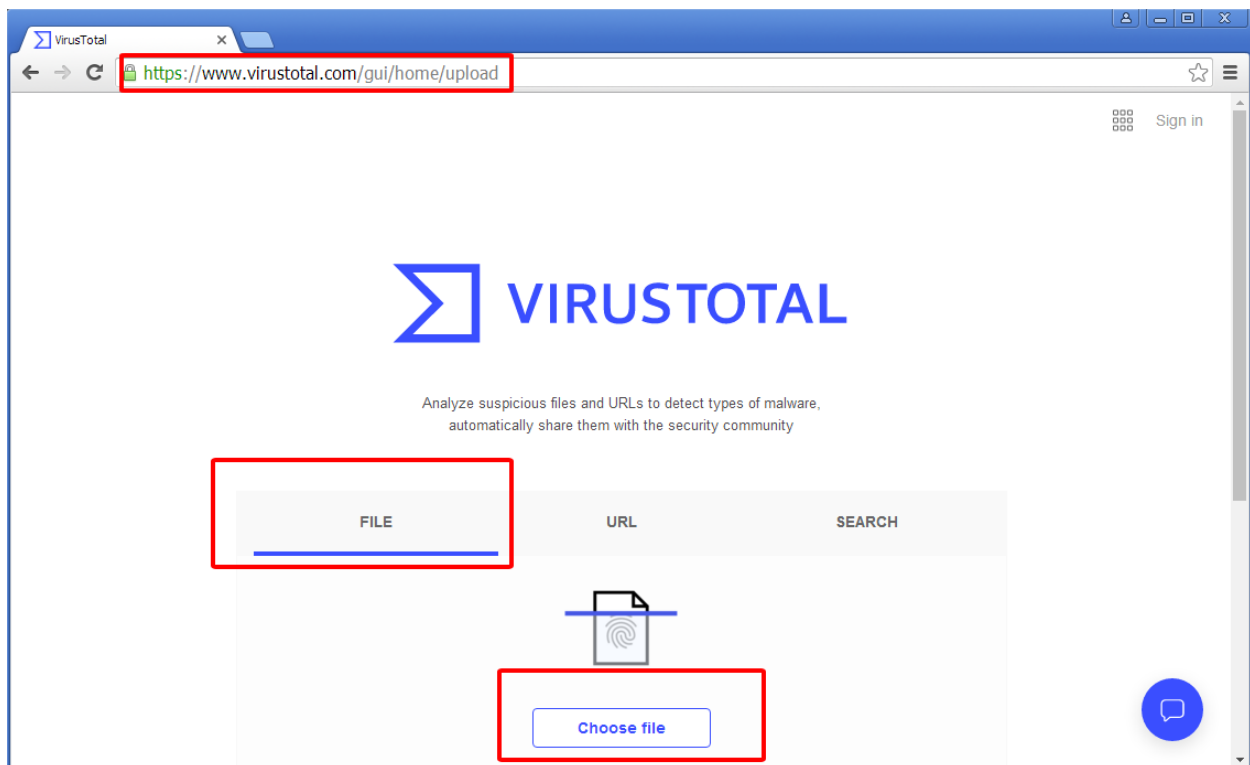 VirusTotal
https://www.virustotal.com/gui/home/upload
Sign in
VIRUSTOTAL
Analyze suspicious files and URLs to detect types of malware,
automatically share them with the security community
FILE URL SEARCH
Choose file